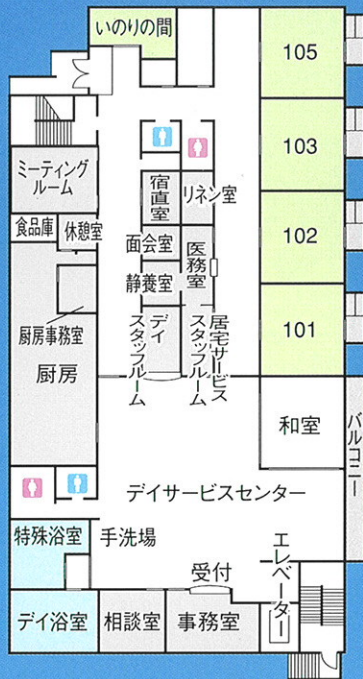 いのりの間
105
103
ミーティング
ルーム
宿直室
リネン室
食品庫
休憩室
面会室
医務室
102
静養室
厨房事務室
デイ
スタッフルーム
居宅サービス
スタッフルーム
101
厨房
和室
バルコニー
デイサービスセンター
特殊浴室
手洗場
エレベーター
受付
デイ浴室
相談室
事務室